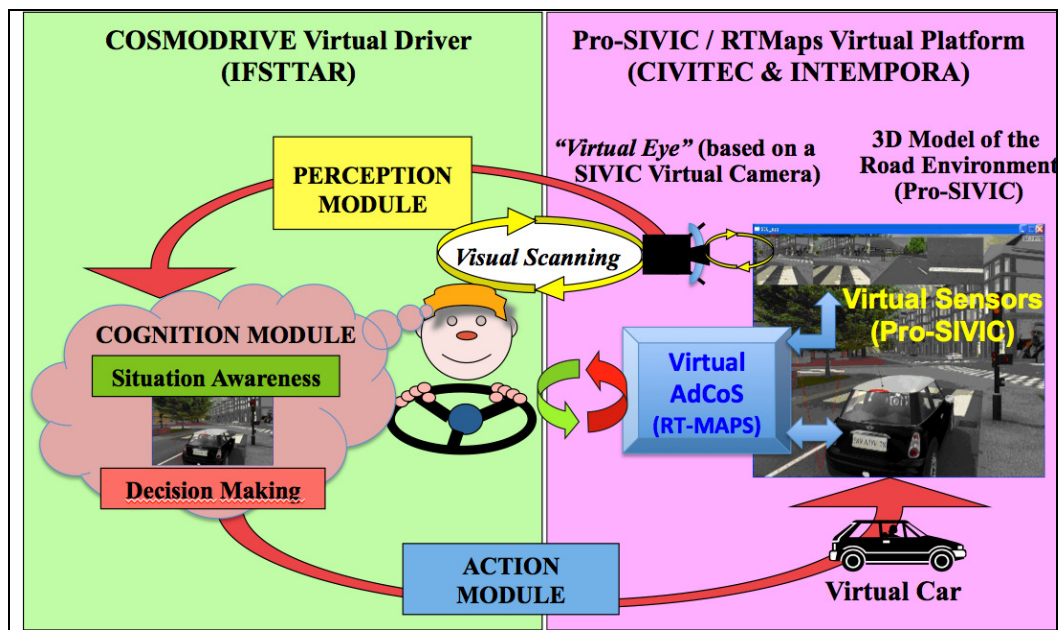 COSMODRIVE Virtual Driver
(IFSTTAR)
Pro-SIVIC / RTMaps Virtual Platform
(CIVITEC & INTEMPORA)
PERCEPTION
MODULE
“Virtual Eye” (based on a
SIVIC Virtual Camera)
3D Model of the
Road Environment
(Pro-SIVIC)
Visual Scanning
COGNITION MODULE
Situation Awareness
Decision Making
Virtual
AdCoS
(RT-MAPS)
Virtual Sensors
(Pro-SIVIC)
ACTION
MODULE
Virtual Car